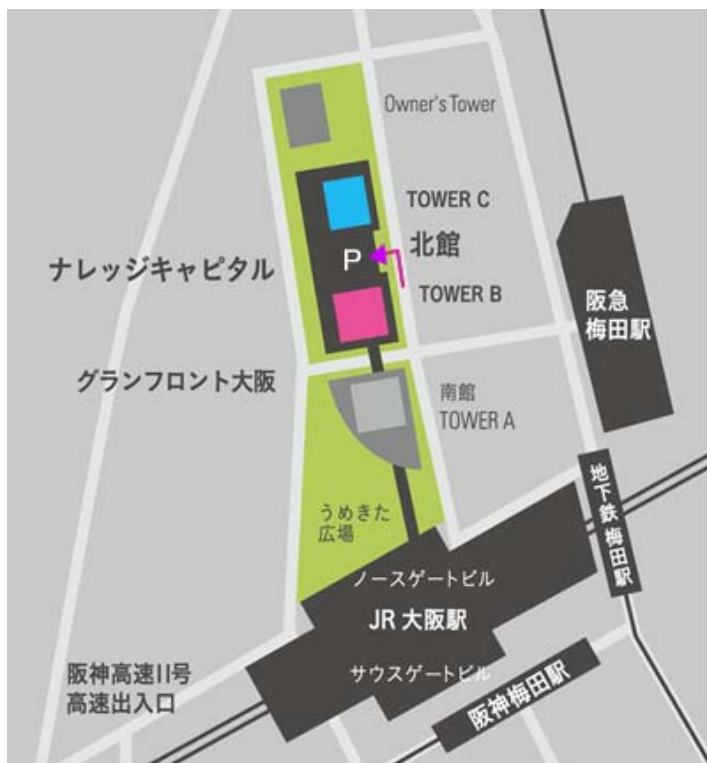 Owner's Tower
TOWER C
北館
ナレッジキャピタル
P
TOWER B
阪急
梅田駅
グランフロント大阪
南館
TOWER A
地下鉄 梅田駅
うめきた
広場
ノースゲートビル
JR 大阪駅
サウスゲートビル
阪神高速11号
高速出入口
阪神梅田駅